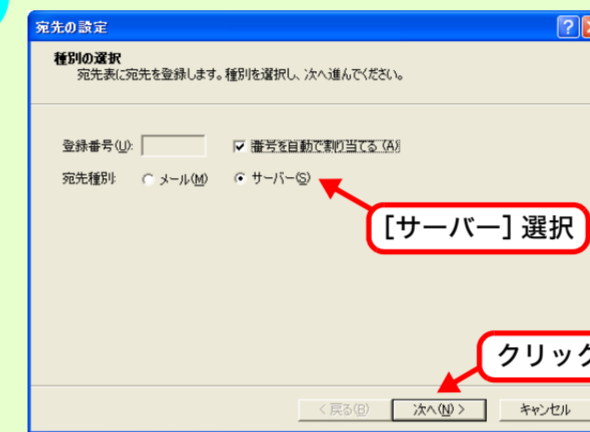 宛先の設定
種別の選択
宛先表に宛先を登録します。種別を選択し、次へ進んでください。
登録番号(U): 番号を自動で割り当てる(A)
宛先種別: メール(M) サーバー(S)
[サーバー]選択
クリック
<戻る(B) 次へ(N)> キャンセル